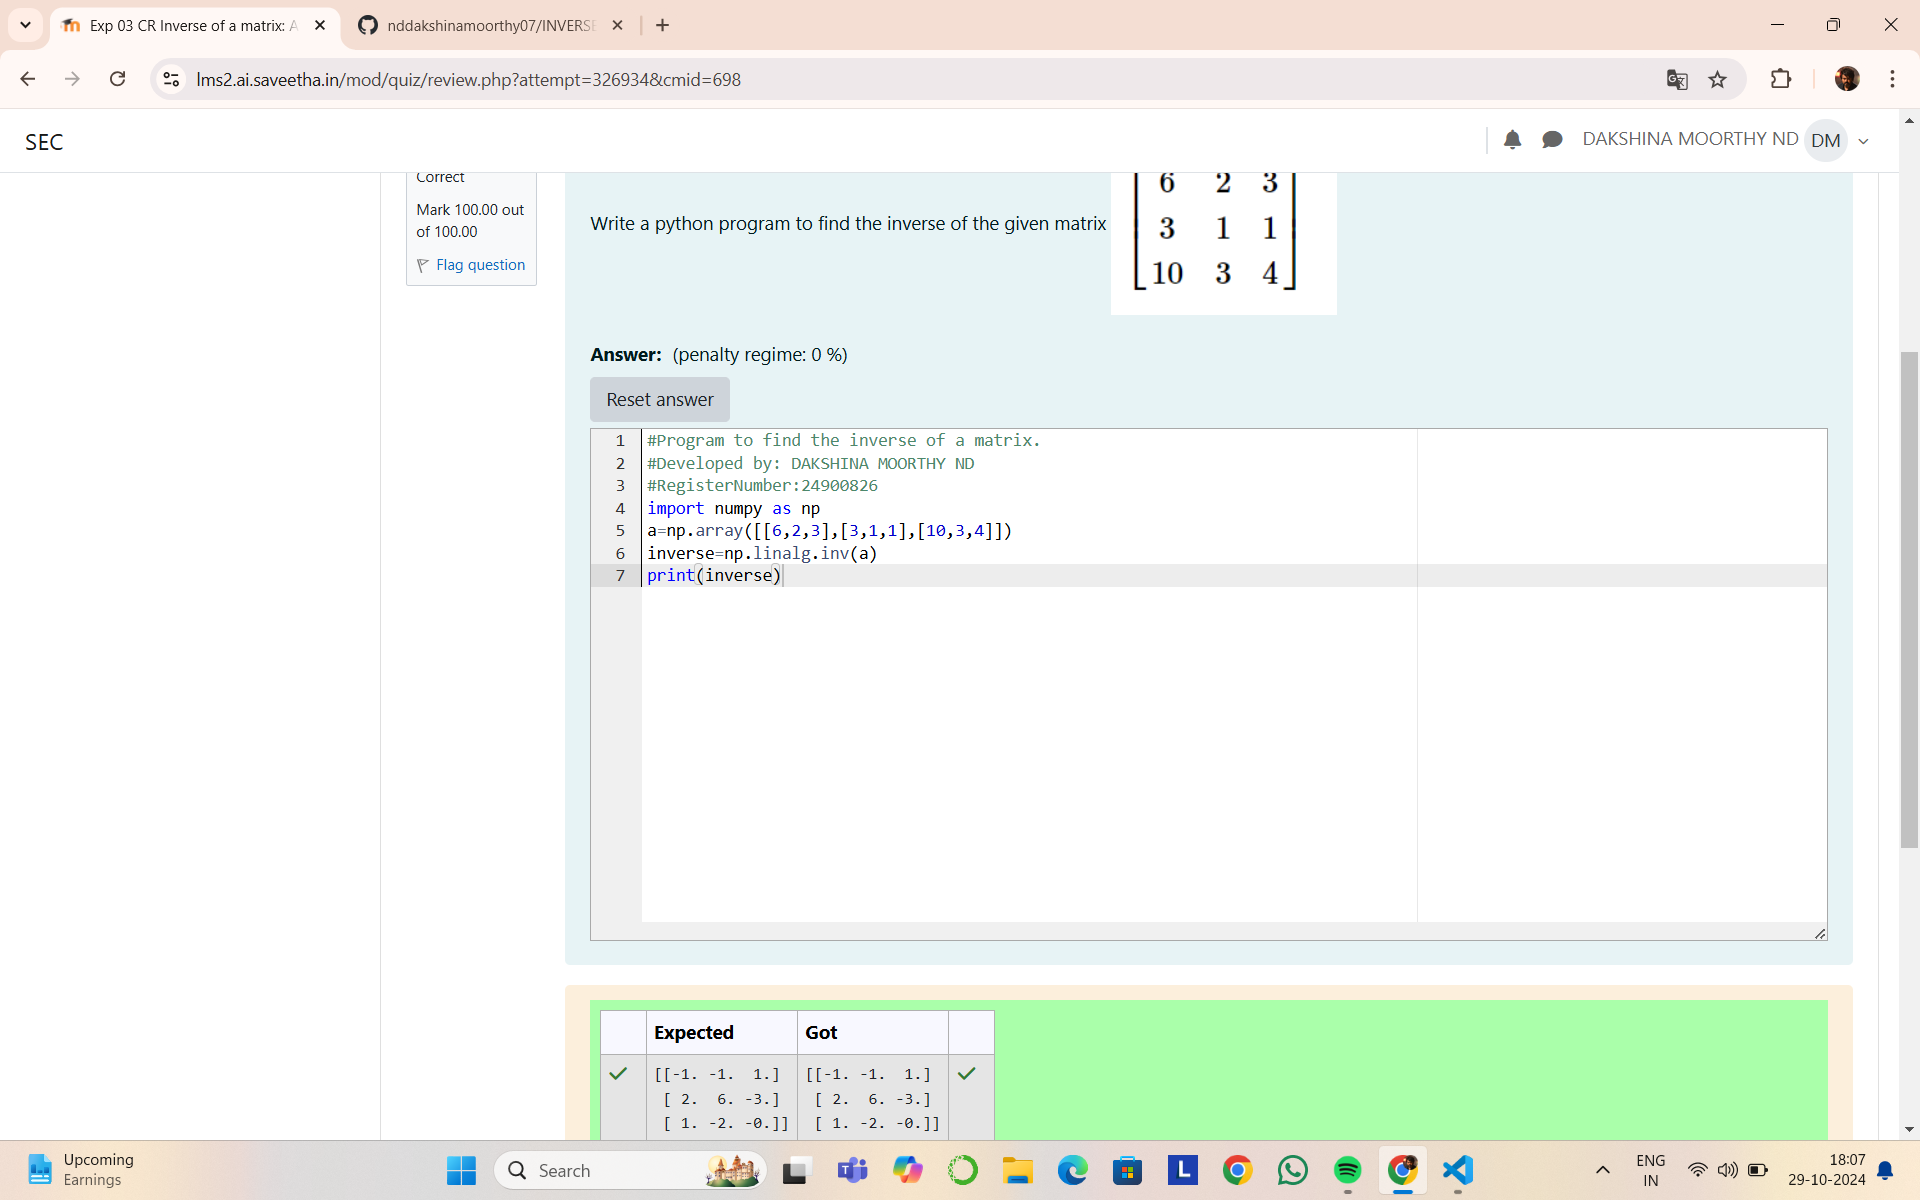 Exp 03 CR Inverse of a matrix: A
nddakshinamoorthy07/INVERSE
lms2.ai.saveetha.in/mod/quiz/review.php?attempt=326934&cmid=698
SEC
DAKSHINA MOORTHY ND DM
Correct
Mark 100.00 out
of 100.00
Flag question
Write a python program to find the inverse of the given matrix
6 2 3
3 1 1
10 3 4
Answer: (penalty regime: 0 %)
Reset answer
1 #Program to find the inverse of a matrix.
2 #Developed by: DAKSHINA MOORTHY ND
3 #RegisterNumber:24900826
4 import numpy as np
5 a=np.array([[6,2,3],[3,1,1],[10,3,4]])
6 inverse=np.linalg.inv(a)
7 print(inverse)
Expected Got
[[-1. -1.  1.] [[-1. -1.  1.]
[ 2.  6. -3.] [ 2.  6. -3.]
[ 1. -2. -0.]] [ 1. -2. -0.]]
Upcoming
Earnings
Search
L
ENG
IN
18:07
29-10-2024